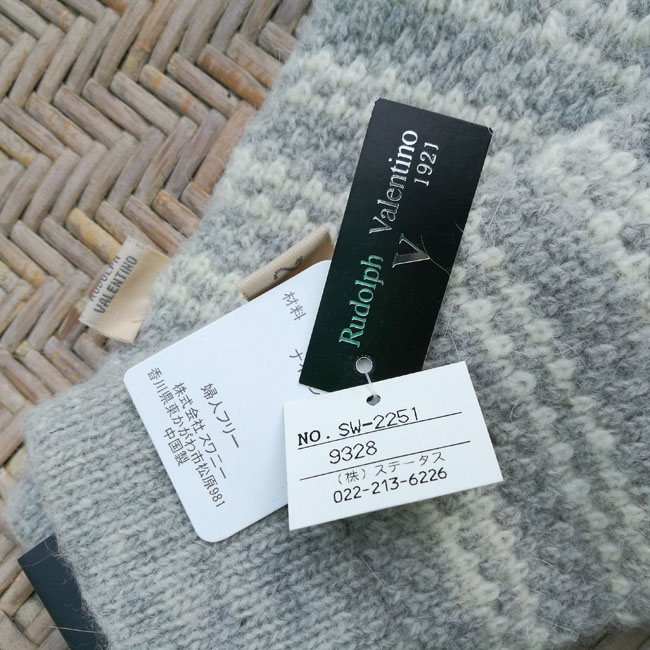 Rudolph Valentino
V
1921
RUDOLPH
VALENTINO
材料
ナイ
婦人フリー
株式会社スワニー
香川県東かがわ市松原981
中国製
NO. SW-2251
9328
(株)ステータス
022-213-6226